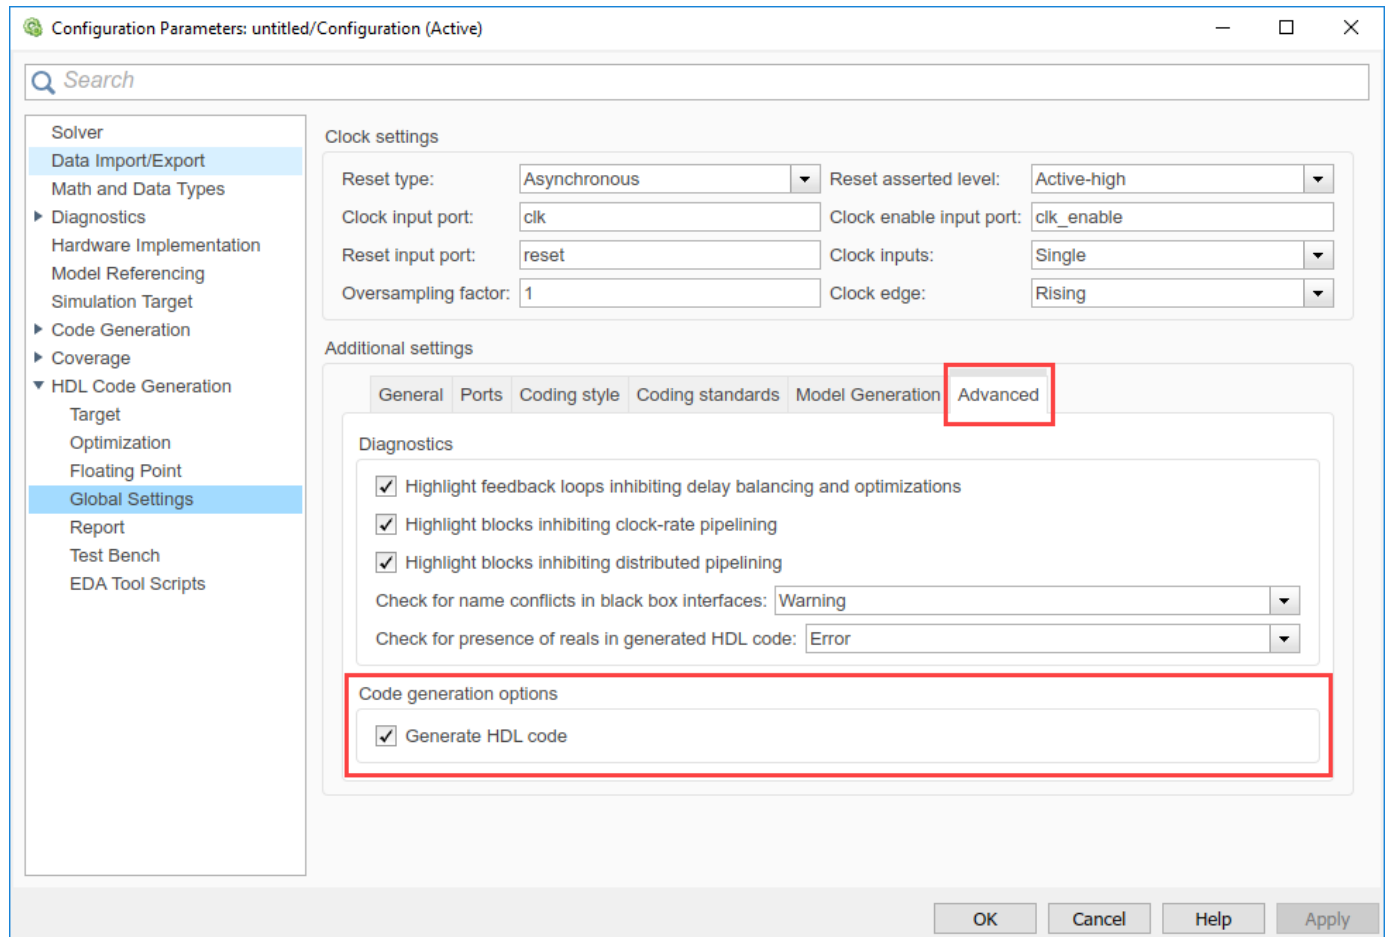 Configuration Parameters: untitled/Configuration (Active)
Search
Solver
Data Import/Export
Math and Data Types
Diagnostics
Hardware Implementation
Model Referencing
Simulation Target
Code Generation
Coverage
HDL Code Generation
Target
Optimization
Floating Point
Global Settings
Report
Test Bench
EDA Tool Scripts
Clock settings
Reset type: Asynchronous Reset asserted level: Active-high
Clock input port: clk Clock enable input port: clk_enable
Reset input port: reset Clock inputs: Single
Oversampling factor: 1 Clock edge: Rising
Additional settings
General Ports Coding style Coding standards Model Generation Advanced
Diagnostics
Highlight feedback loops inhibiting delay balancing and optimizations
Highlight blocks inhibiting clock-rate pipelining
Highlight blocks inhibiting distributed pipelining
Check for name conflicts in black box interfaces: Warning
Check for presence of reals in generated HDL code: Error
Code generation options
Generate HDL code
OK Cancel Help Apply